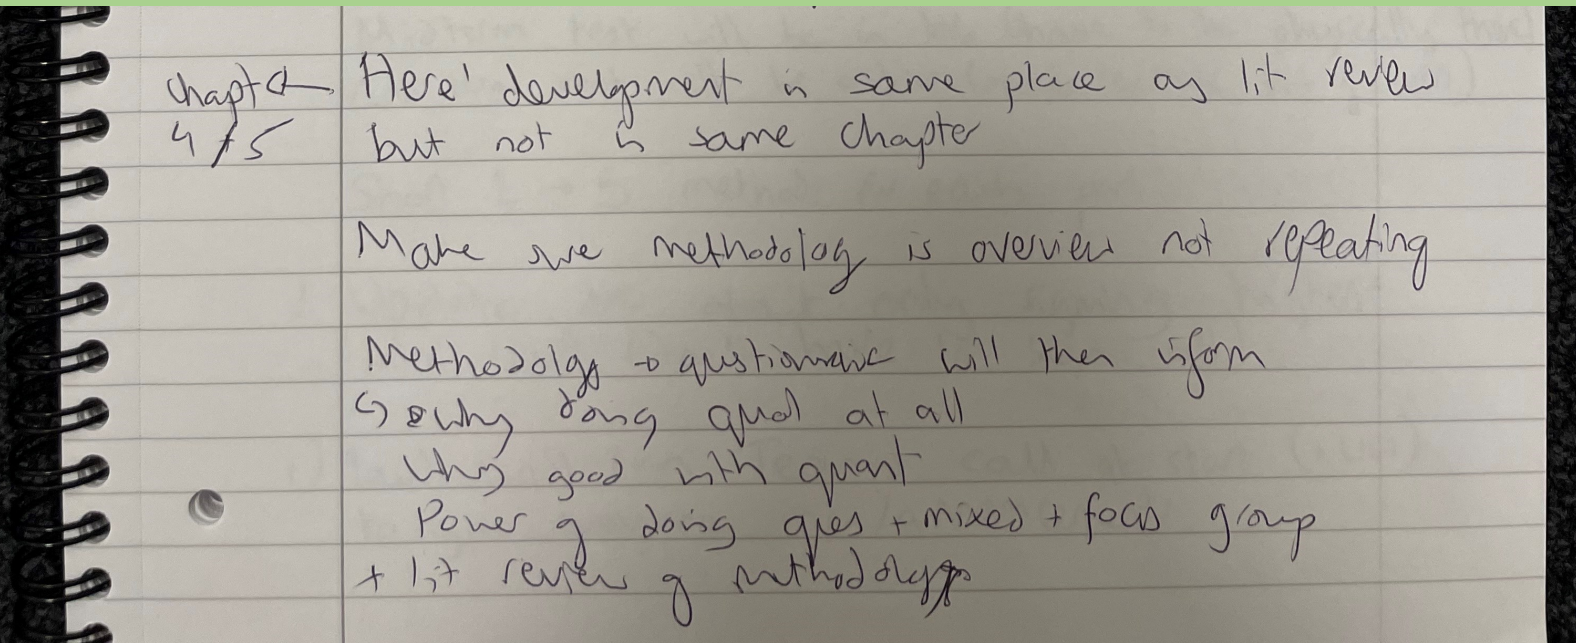 Chapter
4/5
Here' development in same place as lit review
but not in same chapter
Make sure methodology is overview not repeating
Methodology → questionnaire will then inform
↳ why doing qual at all
why good with quant
Power of doing ques + mixed + focus group
+ lit review of methodology